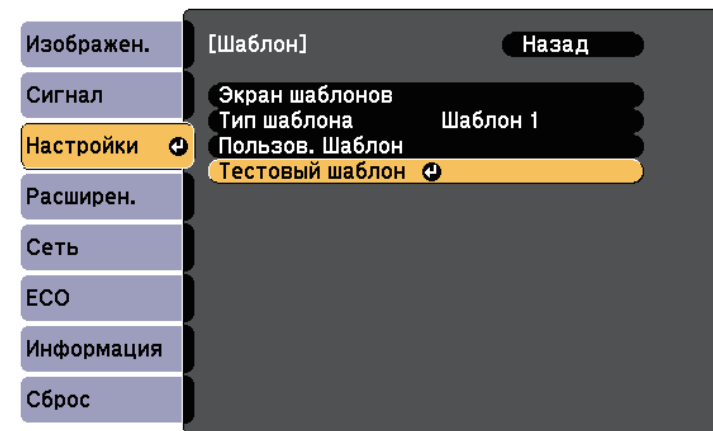 Изображен.
Сигнал
Настройки
Расширен.
Сеть
ECO
Информация
Сброс
[Шаблон] Назад
Экран шаблонов
Тип шаблона Шаблон 1
Пользов. Шаблон
Тестовый шаблон